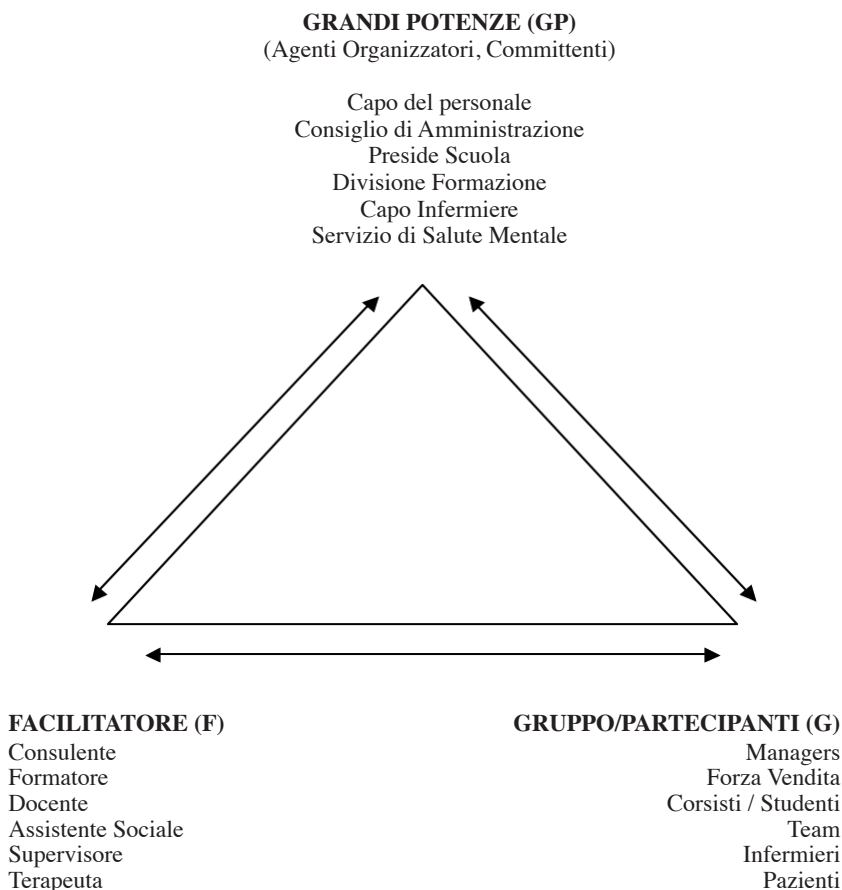 GRANDI POTENZE (GP)
(Agenti Organizzatori, Committenti)
Capo del personale
Consiglio di Amministrazione
Preside Scuola
Divisione Formazione
Capo Infermiere
Servizio di Salute Mentale
FACILITATORE (F)
Consulente
Formatore
Docente
Assistente Sociale
Supervisore
Terapeuta
GRUPPO/PARTECIPANTI (G)
Managers
Forza Vendita
Corsisti / Studenti
Team
Infermieri
Pazienti